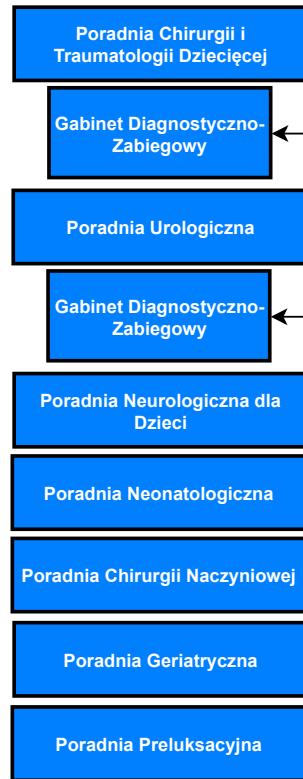 Poradnia Chirurgii i
Traumatologii Dziecięcej
Gabinet Diagnostyczno-
Zabiegowy
Poradnia Urologiczna
Gabinet Diagnostyczno-
Zabiegowy
Poradnia Neurologiczna dla
Dzieci
Poradnia Neonatologiczna
Poradnia Chirurgii Naczyniowej
Poradnia Geriatryczna
Poradnia Preluksacyjna